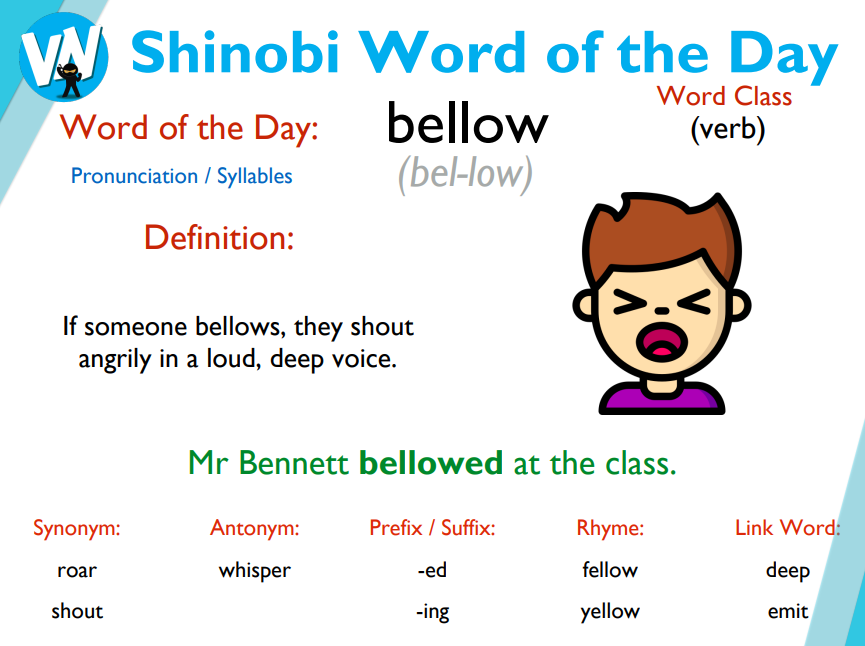 VN
Shinobi Word of the Day
Word of the Day:
bellow
Word Class
(verb)
Pronunciation / Syllables
(bel-low)
Definition:
If someone bellows, they shout
angrily in a loud, deep voice.
Mr Bennett bellowed at the class.
Synonym: Antonym: Prefix / Suffix: Rhyme: Link Word:
roar whisper -ed fellow deep
shout -ing yellow emit